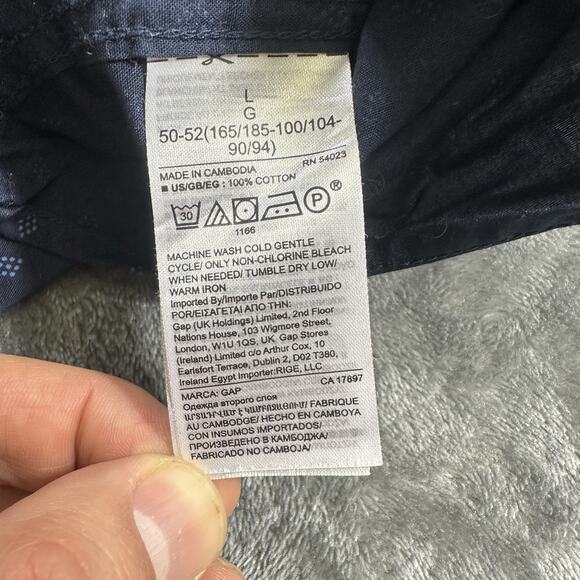 L
G
50-52(165/185-100/104-
90/94)
MADE IN CAMBODIA RN 54023
■ US/GB/EG : 100% COTTON
30 P ®
1166
MACHINE WASH COLD GENTLE
CYCLE/ ONLY NON-CHLORINE BLEACH
WHEN NEEDED/ TUMBLE DRY LOW/
WARM IRON
Imported By/Importe Par/DISTRIBUIDO
POR/ΕΙΣΑΓΕΤΑΙ ΑΠΟ ΤΗΝ:
Gap (UK Holdings) Limited, 2nd Floor
Nations House, 103 Wigmore Street,
London, W1U 1QS, UK Gap Stores
(Ireland) Limited c/o Arthur Cox, 10
Earlsfort Terrace, Dublin 2, D02 T380,
Ireland Egypt Importer:RIGE, LLC
MARCA: GAP CA 17897
Одежда второго слоя
ԱՐՏԱԴՐՎԱԾ Է ԿԱՄԲՈՋԱՅՈՒՄ/ FABRIQUE
AU CAMBODGE/ HECHO EN CAMBOYA
CON INSUMOS IMPORTADOS/
ПРОИЗВЕДЕНО В КАМБОДЖА/
FABRICADO NO CAMBOJA/